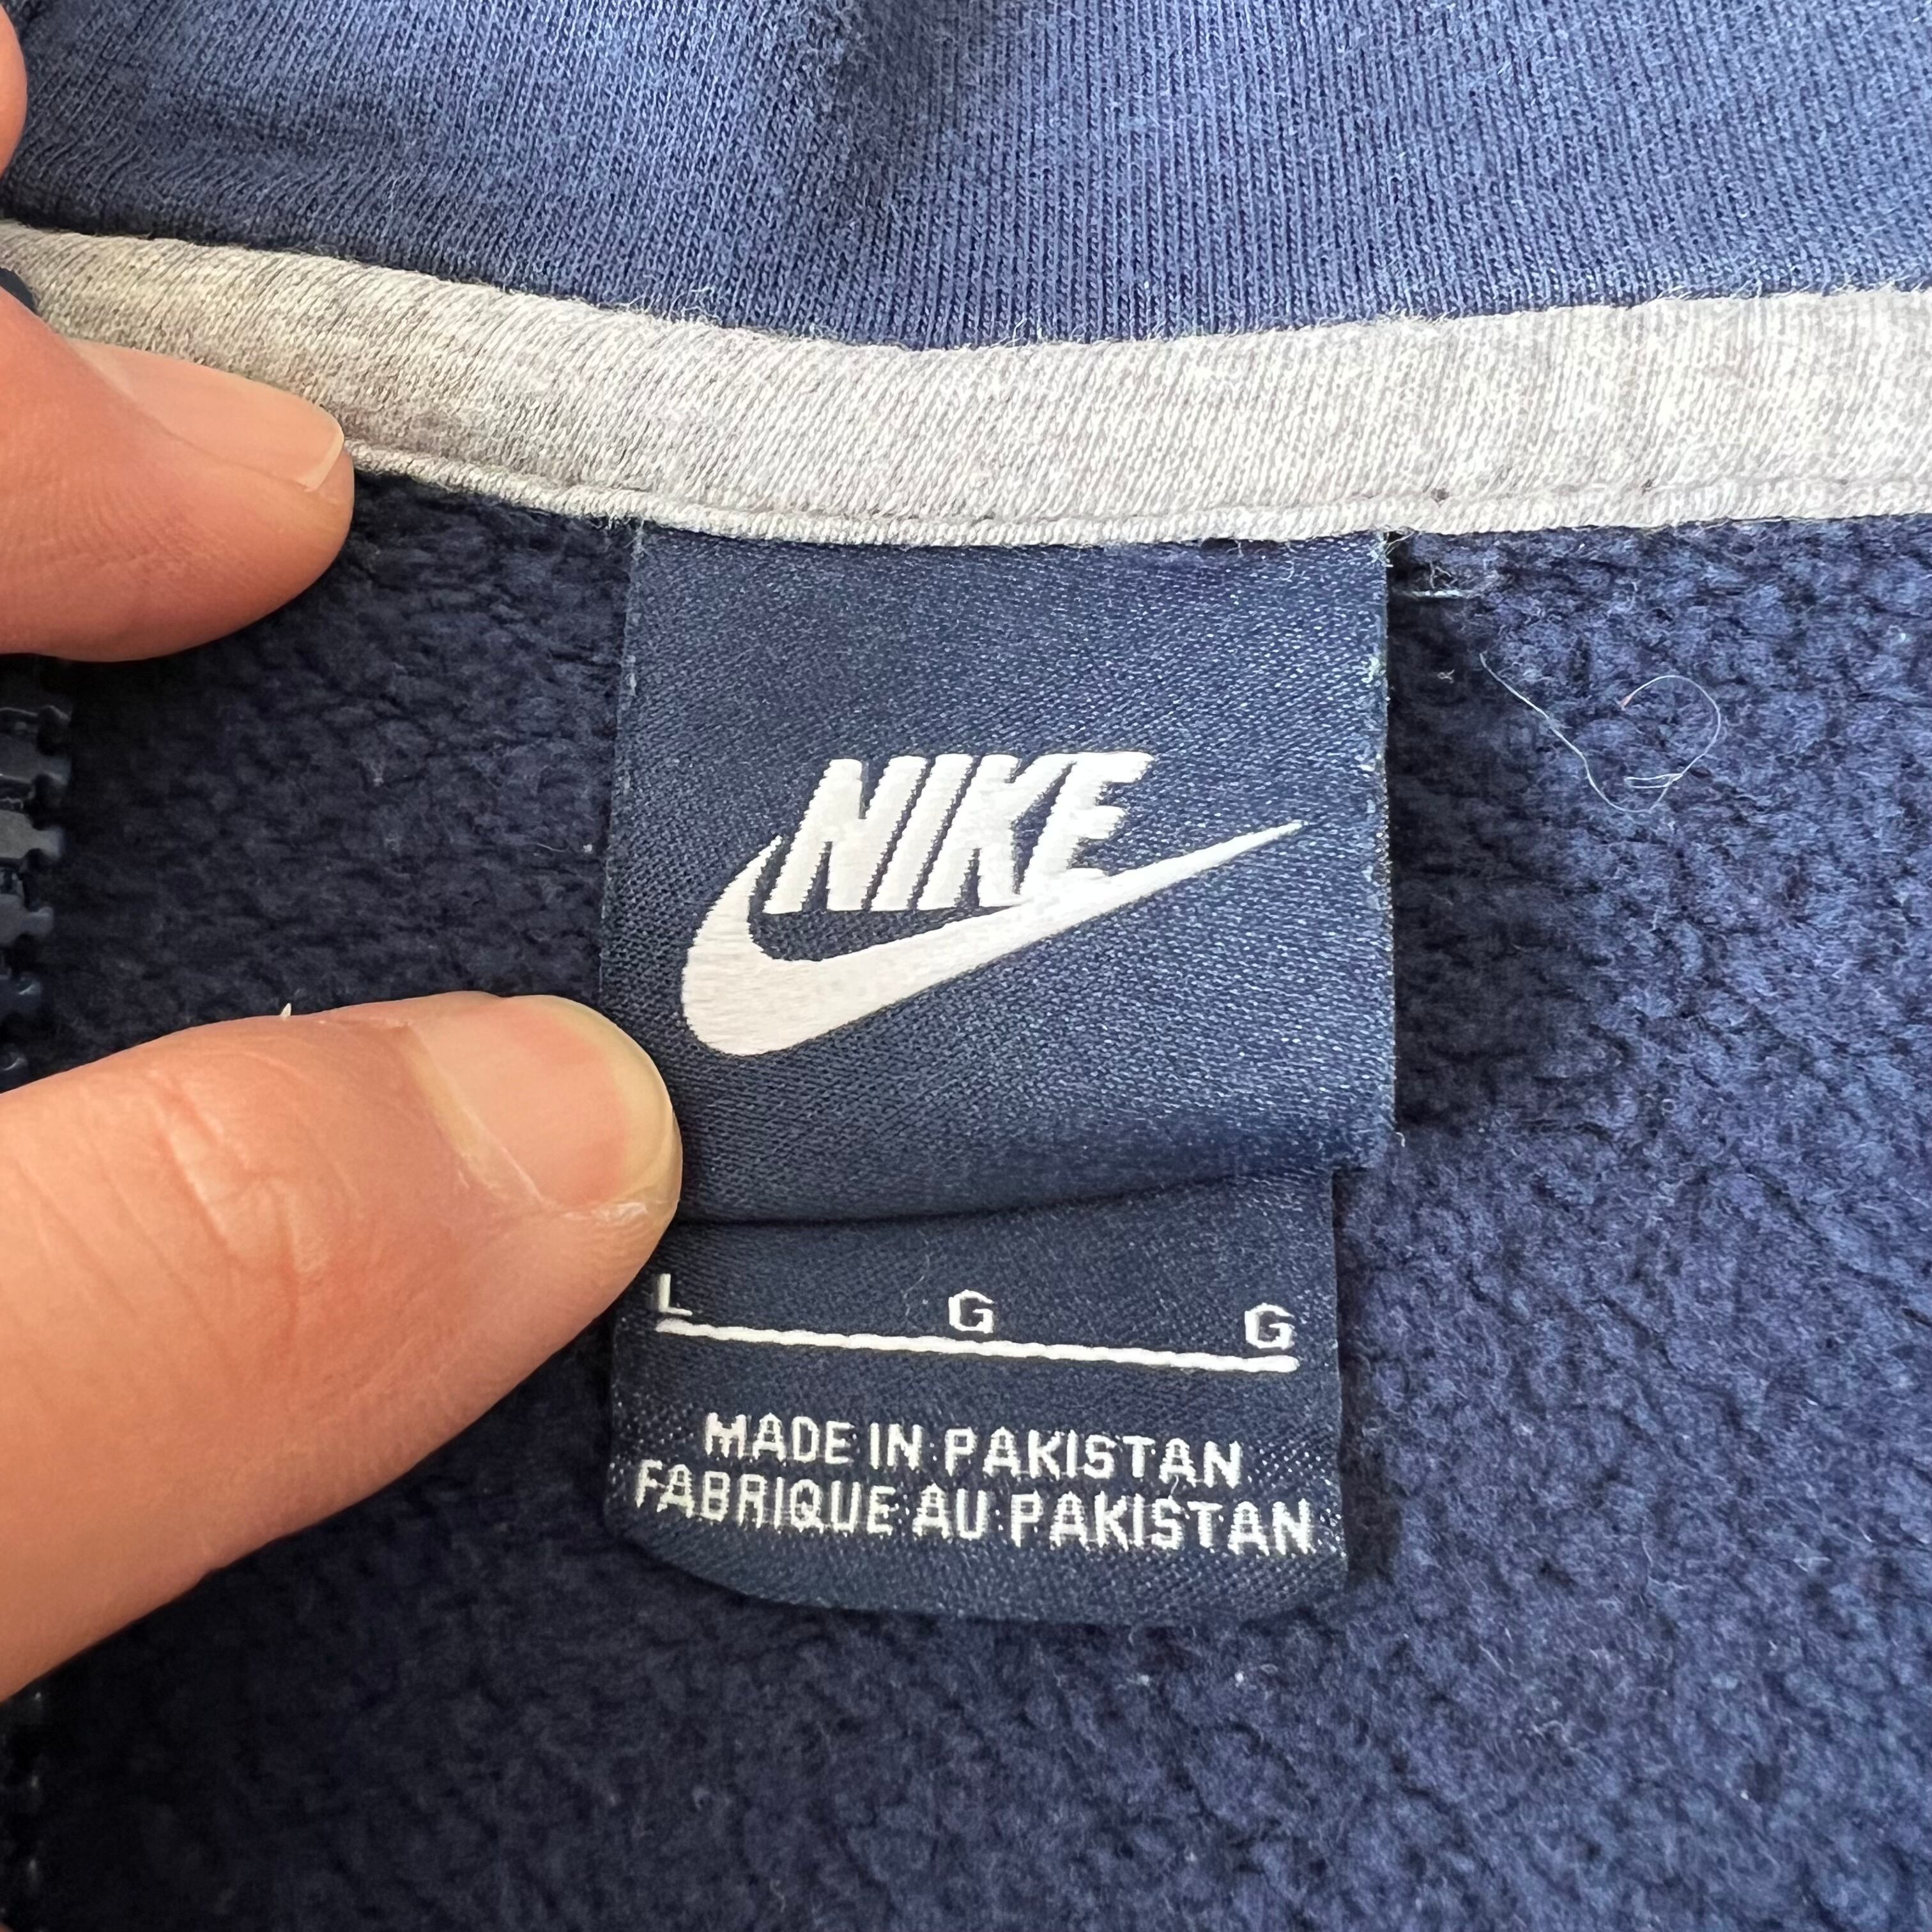 NIKE
L G G
MADE IN PAKISTAN
FABRIQUE AU PAKISTAN